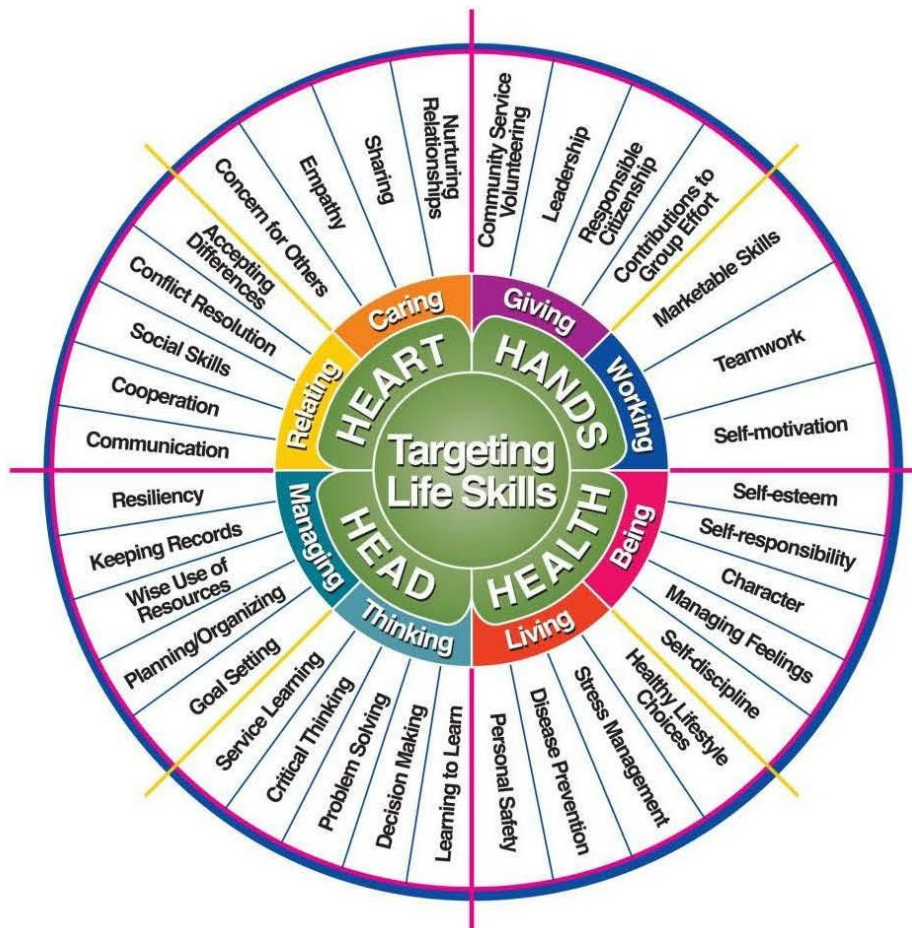 Targeting
Life Skills
HEART
HANDS
HEALTH
HEAD
Caring
Giving
Working
Being
Living
Thinking
Managing
Relating
Community Service
Volunteering
Leadership
Responsible
Citizenship
Contributions to
Group Effort
Marketable Skills
Teamwork
Self-motivation
Self-esteem
Self-responsibility
Character
Managing Feelings
Self-discipline
Healthy Lifestyle
Choices
Stress Management
Disease Prevention
Personal Safety
Learning to Learn
Decision Making
Problem Solving
Critical Thinking
Service Learning
Goal Setting
Planning/Organizing
Wise Use of
Resources
Keeping Records
Resiliency
Communication
Cooperation
Social Skills
Conflict Resolution
Accepting
Differences
Concern for Others
Empathy
Sharing
Nurturing
Relationships